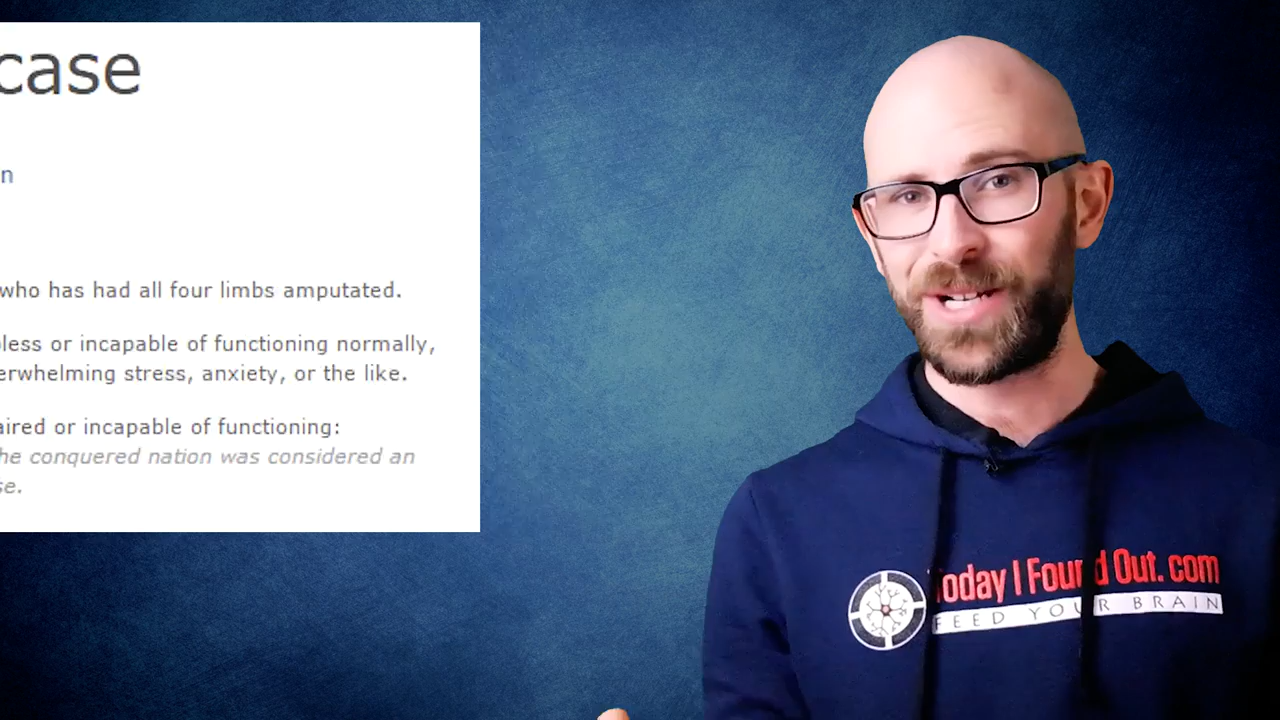 case
n
who has had all four limbs amputated.
less or incapable of functioning normally,
erwhelming stress, anxiety, or the like.
aired or incapable of functioning:
he conquered nation was considered an
se.
Today I Found Out. com
FEED YOUR BRAIN